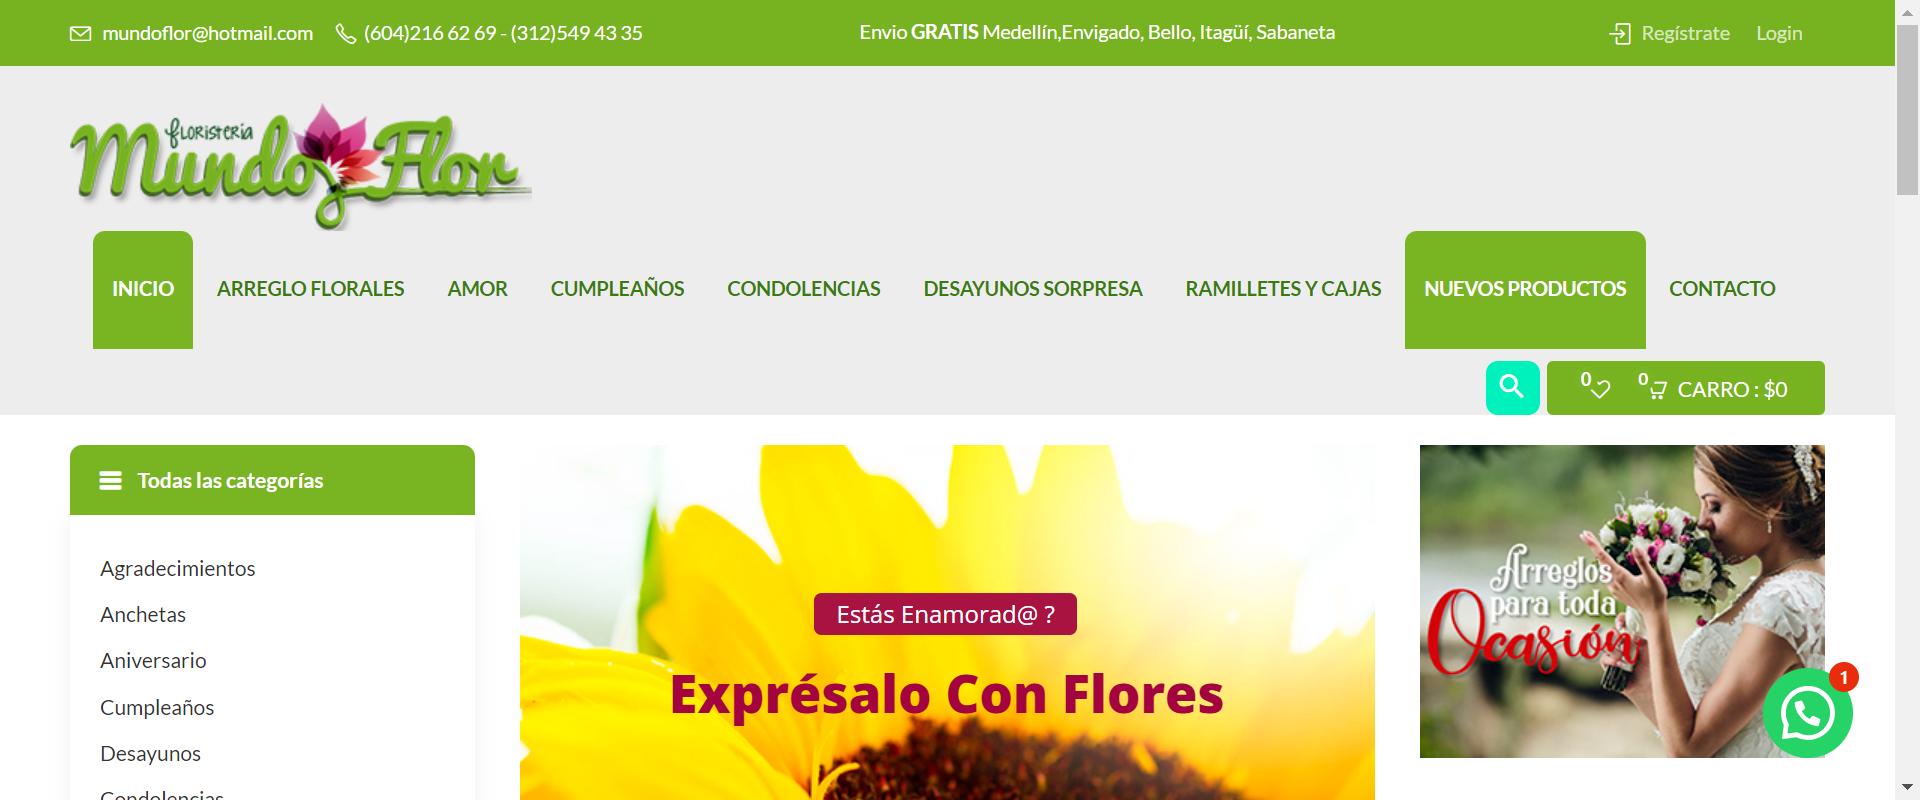 mundoflor@hotmail.com
(604)216 62 69 - (312)549 43 35
Envio GRATIS Medellín,Envigado, Bello, Itagüí, Sabaneta
Regístrate
Login
floristeria
Mundo Flor
INICIO
ARREGLO FLORALES
AMOR
CUMPLEAÑOS
CONDOLENCIAS
DESAYUNOS SORPRESA
RAMILLETES Y CAJAS
NUEVOS PRODUCTOS
CONTACTO
0
0
CARRO : $0
Todas las categorías
Agradecimientos
Anchetas
Aniversario
Cumpleaños
Desayunos
Condolencias
Estás Enamorad@ ?
Exprésalo Con Flores
Arreglos
para toda
Ocasión
1